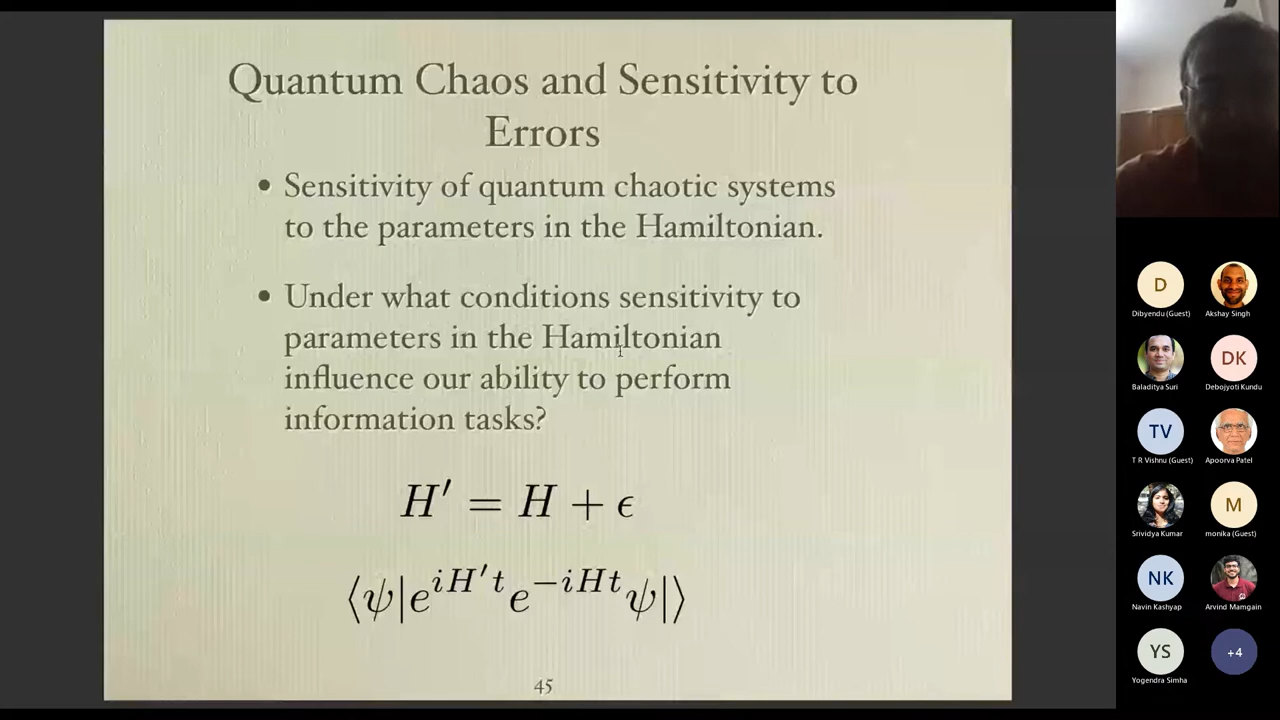 Quantum Chaos and Sensitivity to
Errors
• Sensitivity of quantum chaotic systems
to the parameters in the Hamiltonian.
• Under what conditions sensitivity to
parameters in the Hamiltonian
influence our ability to perform
information tasks?
H′ = H + ϵ
⟨ψ|e^{iH′t}e^{−iHt}ψ|⟩
45
D
Dibyendu (Guest)
Akshay Singh
Baladitya Suri
DK
Debojyoti Kundu
TV
T R Vishnu (Guest)
Apoorva Patel
Srividya Kumar
M
monika (Guest)
NK
Navin Kashyap
Arvind Mamgain
YS
Yogendra Simha
+4